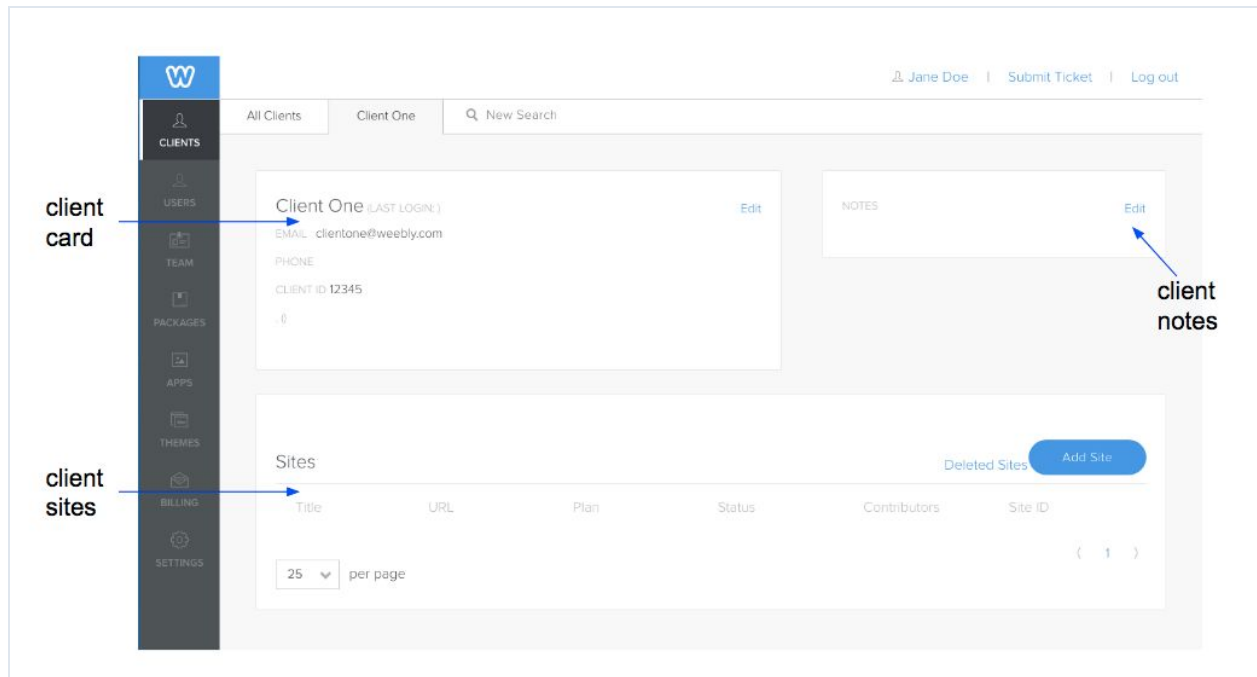 W
Jane Doe | Submit Ticket | Log out
CLIENTS
USERS
TEAM
PACKAGES
APPS
THEMES
BILLING
SETTINGS
All Clients Client One New Search
client
card
Client One (LAST LOGIN: )
Edit
EMAIL clientone@weebly.com
PHONE
CLIENT ID 12345
, ()
NOTES
Edit
client
notes
client
sites
Sites
Deleted Sites
Add Site
Title URL Plan Status Contributors Site ID
( 1 )
25 per page